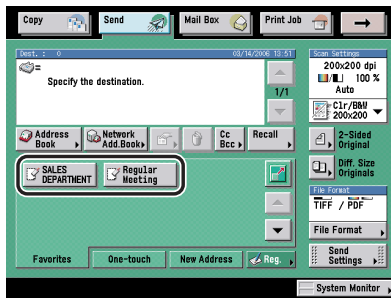 Copy Send Mail Box Print Job
Dest. : 0 03/14/2006 13:51 Scan Settings
= 200x200 dpi
Specify the destination. 100 %
Auto
1/1
Clr/B&W
200x200
Address Book Network Add.Book Cc Bcc Recall 2-Sided Original
SALES DEPARTMENT Regular Meeting Diff. Size Originals
File Format
TIFF / PDF
File Format
Favorites One-touch New Address Reg. Send Settings
System Monitor